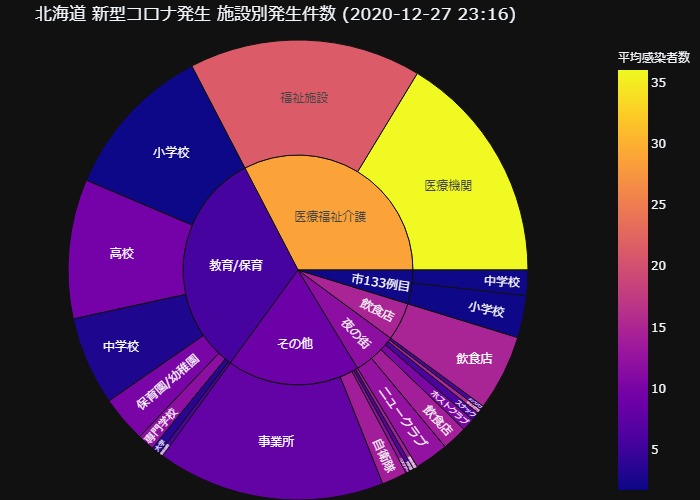 北海道 新型コロナ発生 施設別発生件数 (2020-12-27 23:16)
平均感染者数
35
30
25
20
15
10
5
福祉施設
医療機関
医療福祉介護
小学校
高校
教育/保育
中学校
保育園/幼稚園
専門学校
大学
その他
事業所
自衛隊
市133例目
中学校
小学校
飲食店
飲食店
夜の街
ニュークラブ
飲食店
ホストクラブ
スナック